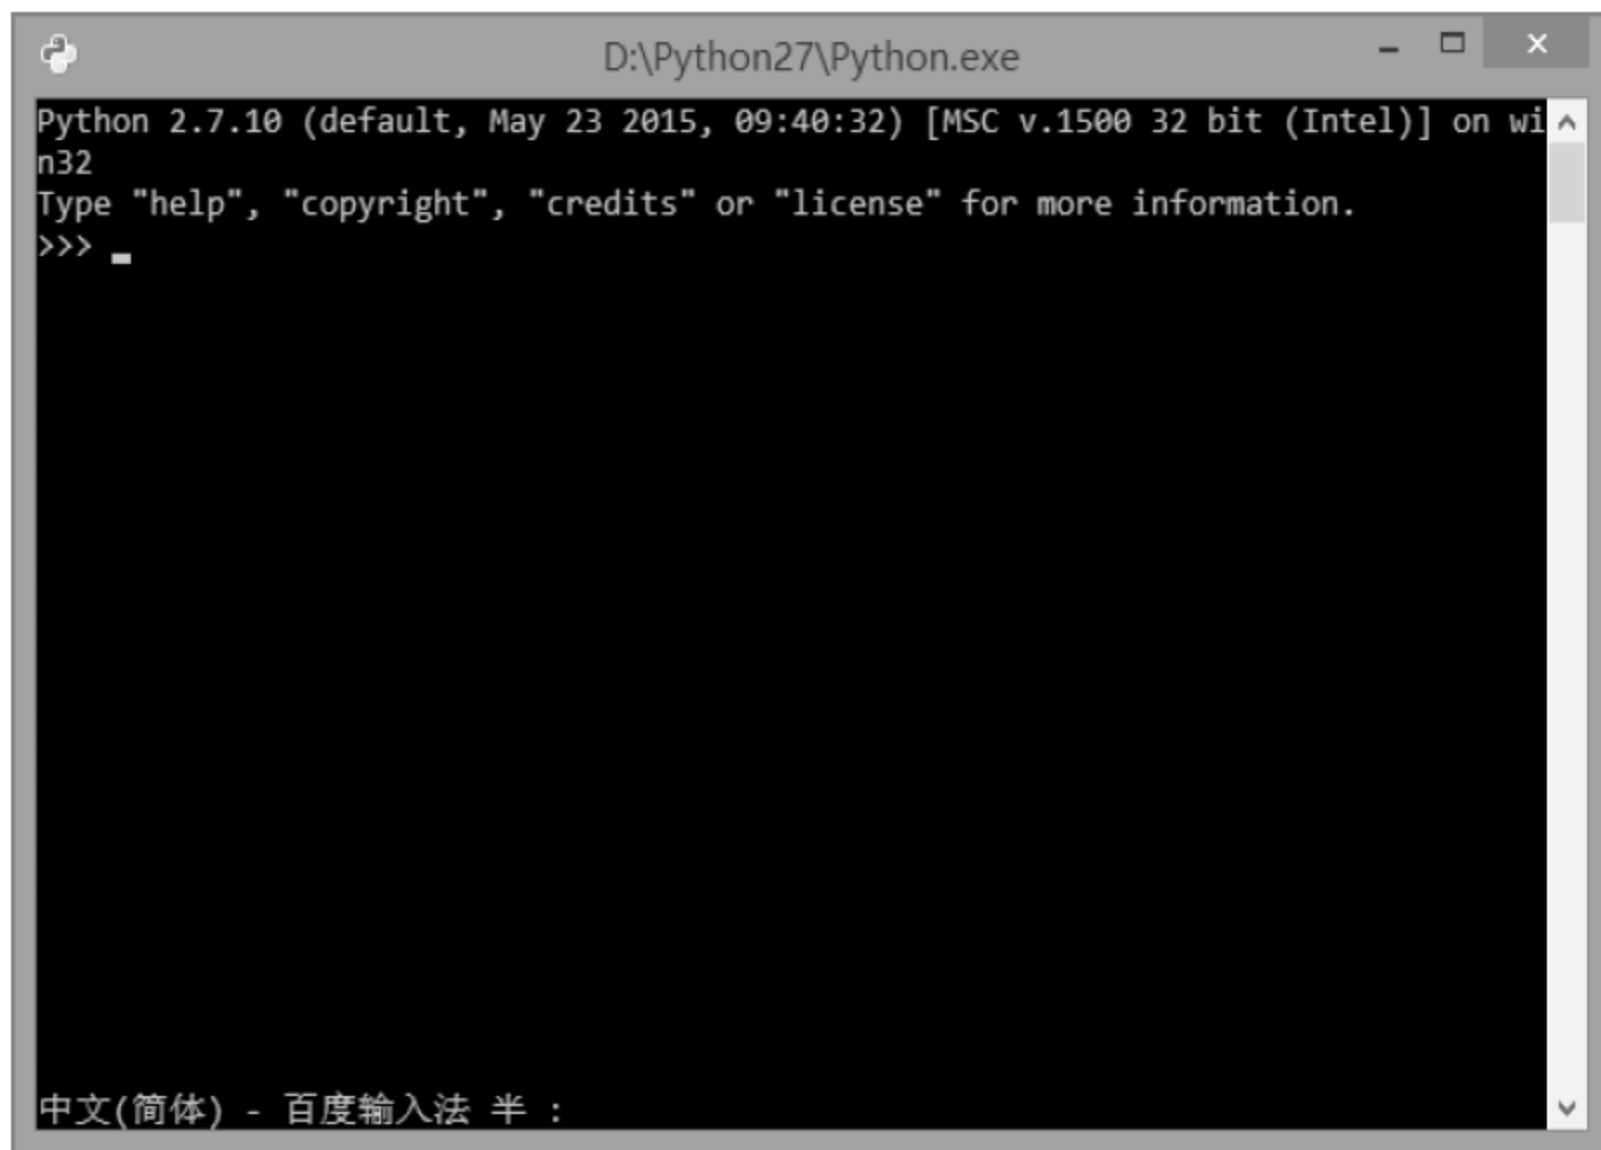 D:\Python27\Python.exe
Python 2.7.10 (default, May 23 2015, 09:40:32) [MSC v.1500 32 bit (Intel)] on wi
n32
Type "help", "copyright", "credits" or "license" for more information.
>>> _
中文(简体) - 百度输入法 半 :